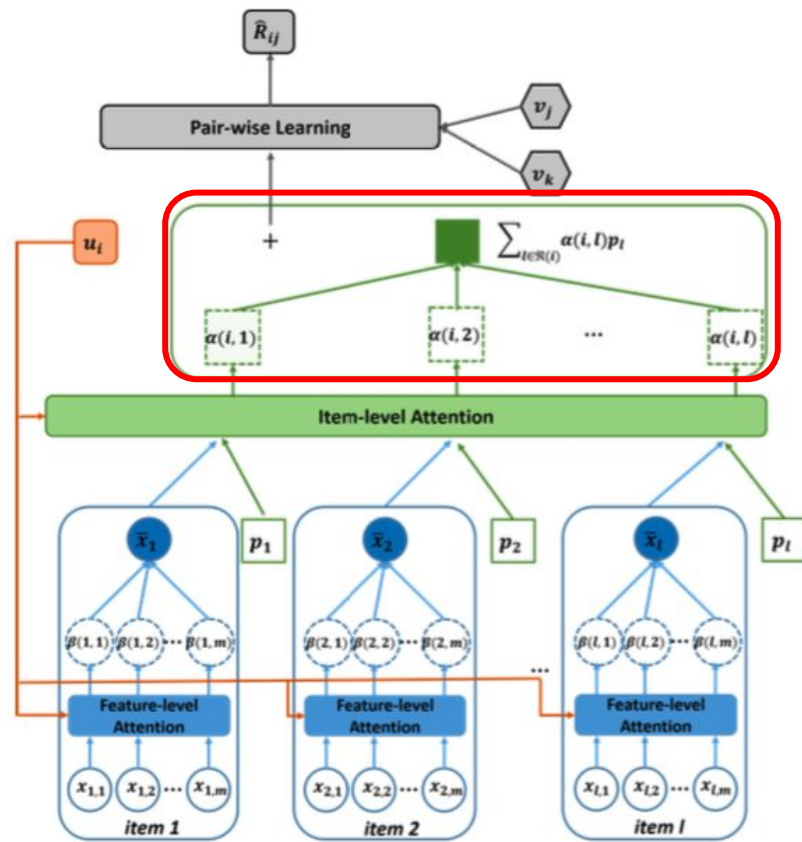 R̂ᵢⱼ
Pair-wise Learning
vⱼ
vₖ
uᵢ
+
∑_{l∈ℜ(i)} α(i, l)pₗ
α(i, 1)
α(i, 2)
...
α(i, l)
Item-level Attention
x̄₁
p₁
x̄₂
p₂
x̄ₗ
pₗ
β(1, 1) β(1, 2) ... β(1, m)
β(2, 1) β(2, 2) ... β(2, m)
...
β(l, 1) β(l, 2) ... β(l, m)
Feature-level
Attention
Feature-level
Attention
Feature-level
Attention
x₁,₁ x₁,₂ ... x₁,ₘ
x₂,₁ x₂,₂ ... x₂,ₘ
xₗ,₁ xₗ,₂ ... xₗ,ₘ
item 1
item 2
item l